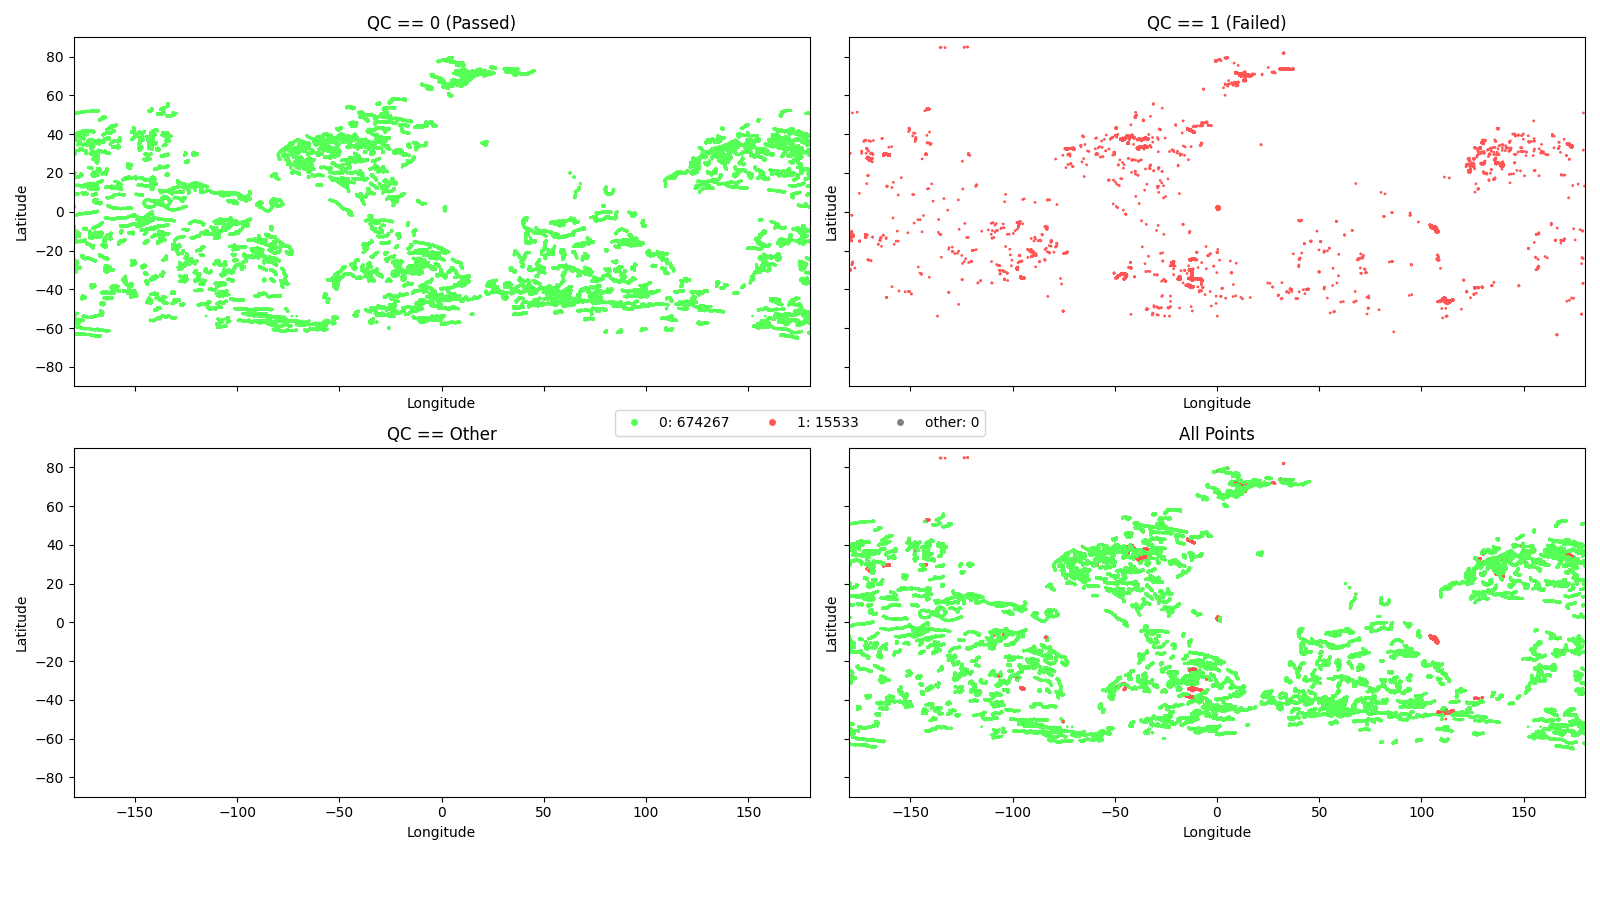 QC == 0 (Passed)
QC == 1 (Failed)
80
60
40
20
0
−20
−40
−60
−80
Latitude
Latitude
Longitude
Longitude
0: 674267 1: 15533 other: 0
QC == Other
All Points
80
60
40
20
0
−20
−40
−60
−80
Latitude
Latitude
−150 −100 −50 0 50 100 150
−150 −100 −50 0 50 100 150
Longitude
Longitude